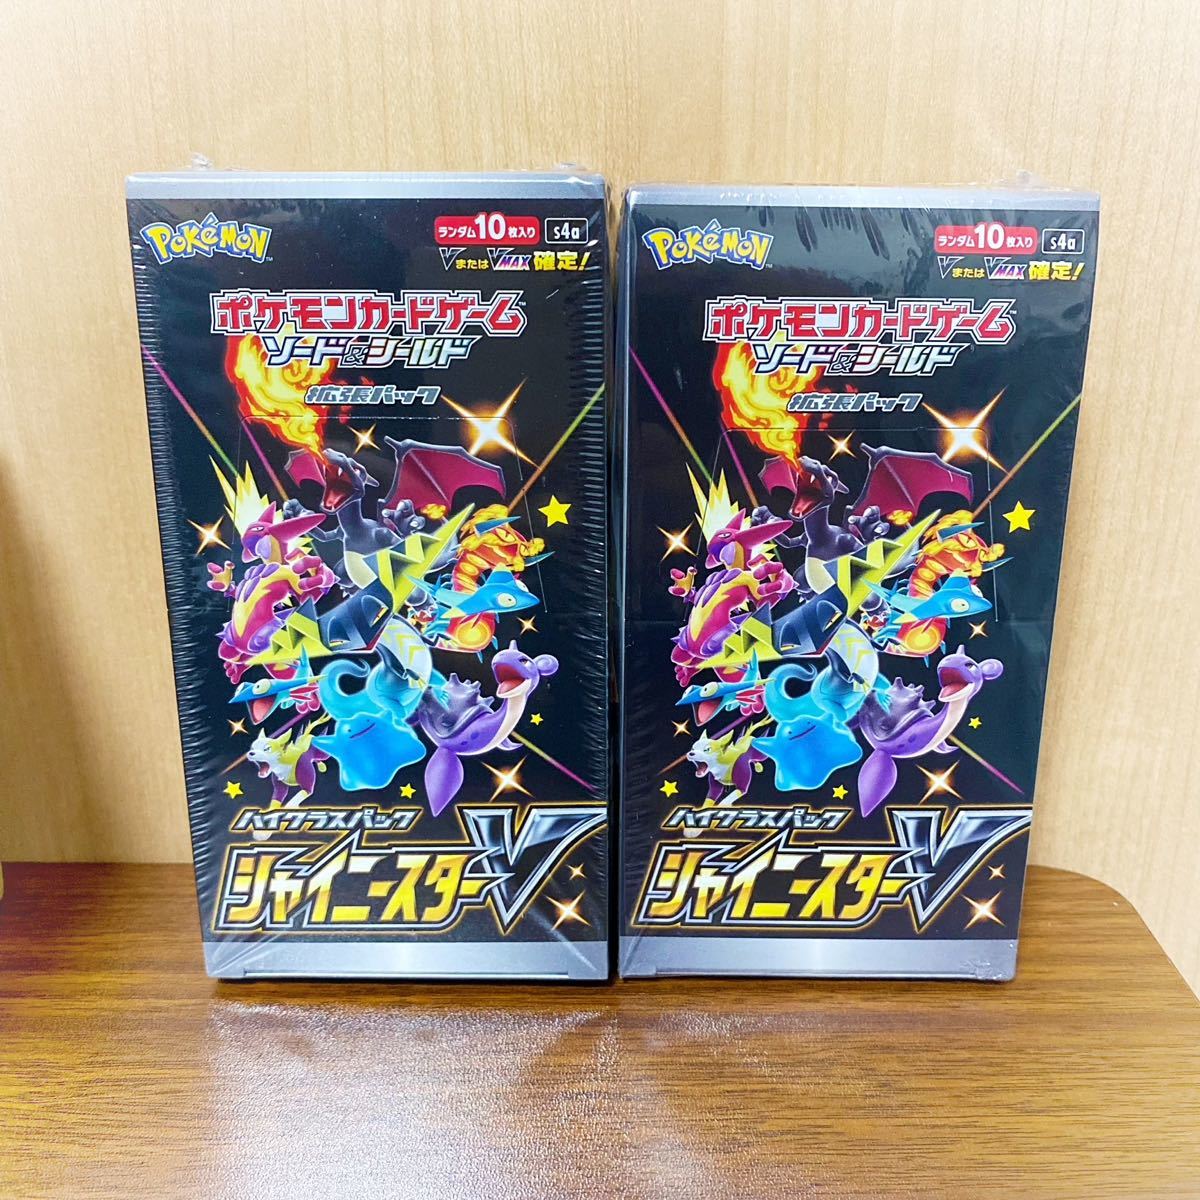 POKéMON™
ランダム10枚入り s4a
VまたはVMAX確定!
ポケモンカードゲーム™
ソード&シールド
拡張パック
ハイクラスパック
シャイニースターV
POKéMON™
ランダム10枚入り s4a
VまたはVMAX確定!
ポケモンカードゲーム™
ソード&シールド
拡張パック
ハイクラスパック
シャイニースターV